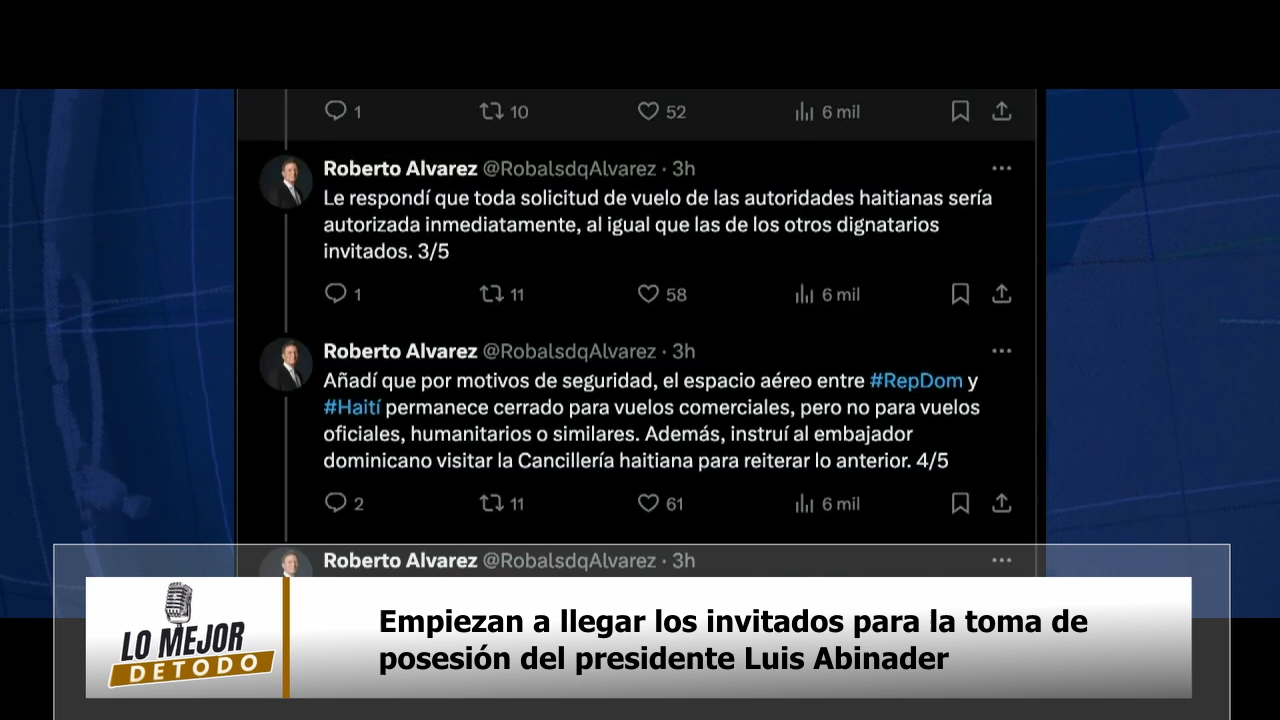 1 10 52 6 mil
Roberto Alvarez @RobalsdqAlvarez · 3h
Le respondí que toda solicitud de vuelo de las autoridades haitianas sería
autorizada inmediatamente, al igual que las de los otros dignatarios
invitados. 3/5
1 11 58 6 mil
Roberto Alvarez @RobalsdqAlvarez · 3h
Añadí que por motivos de seguridad, el espacio aéreo entre #RepDom y
#Haití permanece cerrado para vuelos comerciales, pero no para vuelos
oficiales, humanitarios o similares. Además, instruí al embajador
dominicano visitar la Cancillería haitiana para reiterar lo anterior. 4/5
2 11 61 6 mil
Roberto Alvarez @RobalsdqAlvarez · 3h
LO MEJOR
DE TODO
Empiezan a llegar los invitados para la toma de
posesión del presidente Luis Abinader